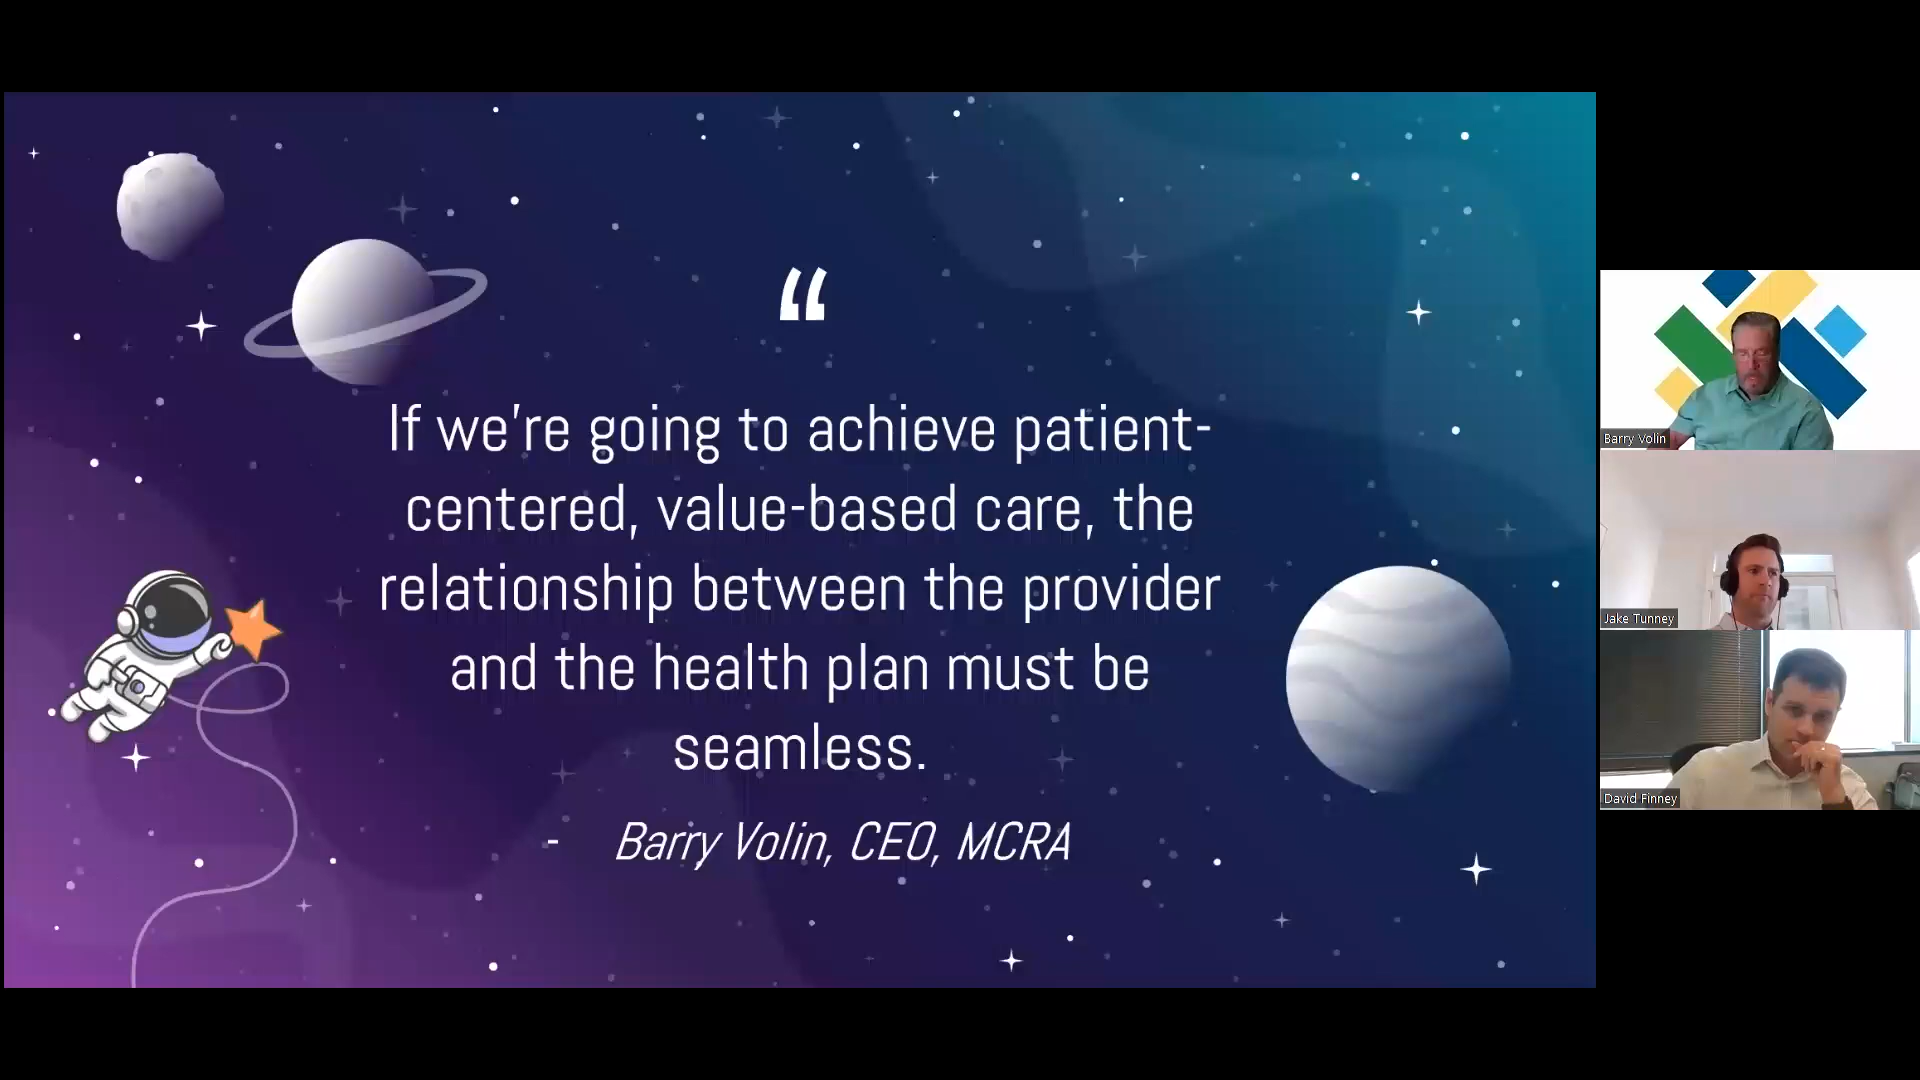 “
If we’re going to achieve patient-
centered, value-based care, the
relationship between the provider
and the health plan must be
seamless.
- Barry Volin, CEO, MCRA
Barry Volin
Jake Tunney
David Finney